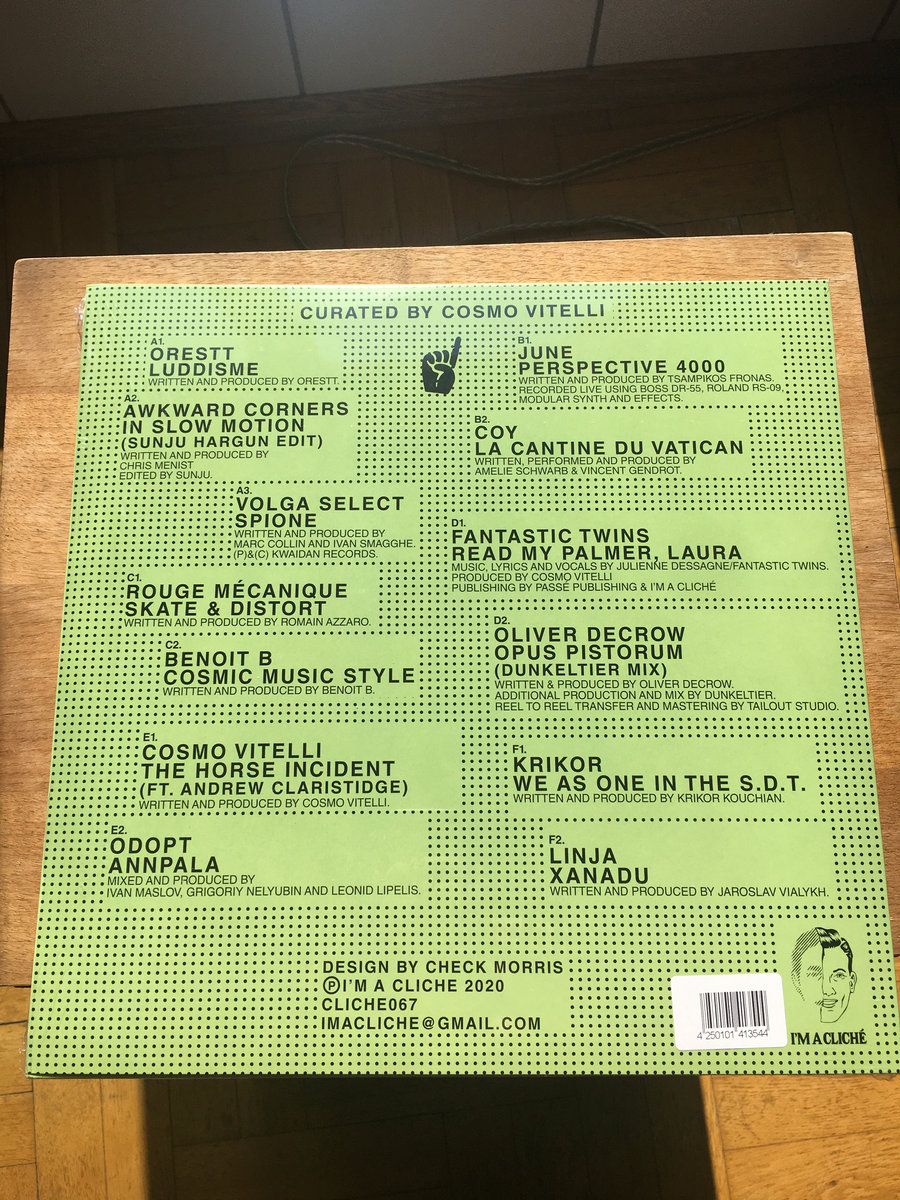 CURATED BY COSMO VITELLI
A1.
ORESTT
LUDDISME
WRITTEN AND PRODUCED BY ORESTT.
A2.
AWKWARD CORNERS
IN SLOW MOTION
(SUNJU HARGUN EDIT)
WRITTEN AND PRODUCED BY
CHRIS MENIST
EDITED BY SUNJU.
A3.
VOLGA SELECT
SPIONE
WRITTEN AND PRODUCED BY
MARC COLLIN AND IVAN SMAGGHE.
(P)&(C) KWAIDAN RECORDS.
B1.
JUNE
PERSPECTIVE 4000
WRITTEN AND PRODUCED BY TSAMPIKOS FRONAS.
RECORDED LIVE USING BOSS DR-55, ROLAND RS-09,
MODULAR SYNTH AND EFFECTS.
B2.
COY
LA CANTINE DU VATICAN
WRITTEN, PERFORMED AND PRODUCED BY
AMELIE SCHWARB & VINCENT GENDROT.
C1.
ROUGE MÉCANIQUE
SKATE & DISTORT
WRITTEN AND PRODUCED BY ROMAIN AZZARO.
C2.
BENOIT B
COSMIC MUSIC STYLE
WRITTEN AND PRODUCED BY BENOIT B.
D1.
FANTASTIC TWINS
READ MY PALMER, LAURA
MUSIC, LYRICS AND VOCALS BY JULIENNE DESSAGNE/FANTASTIC TWINS.
PRODUCED BY COSMO VITELLI
PUBLISHING BY PASSÉ PUBLISHING & I'M A CLICHÉ
D2.
OLIVER DECROW
OPUS PISTORUM
(DUNKELTIER MIX)
WRITTEN & PRODUCED BY OLIVER DECROW.
ADDITIONAL PRODUCTION AND MIX BY DUNKELTIER.
REEL TO REEL TRANSFER AND MASTERING BY TAILOUT STUDIO.
E1.
COSMO VITELLI
THE HORSE INCIDENT
(FT. ANDREW CLARISTIDGE)
WRITTEN AND PRODUCED BY COSMO VITELLI.
E2.
ODOPT
ANNPALA
MIXED AND PRODUCED BY
IVAN MASLOV, GRIGORIY NELYUBIN AND LEONID LIPELIS.
F1.
KRIKOR
WE AS ONE IN THE S.D.T.
WRITTEN AND PRODUCED BY KRIKOR KOUCHIAN.
F2.
LINJA
XANADU
WRITTEN AND PRODUCED BY JAROSLAV VIALYKH.
DESIGN BY CHECK MORRIS
Ⓟ I'M A CLICHE 2020
CLICHE067
IMACLICHE@GMAIL.COM
4 250101 413544
I'M A CLICHÉ